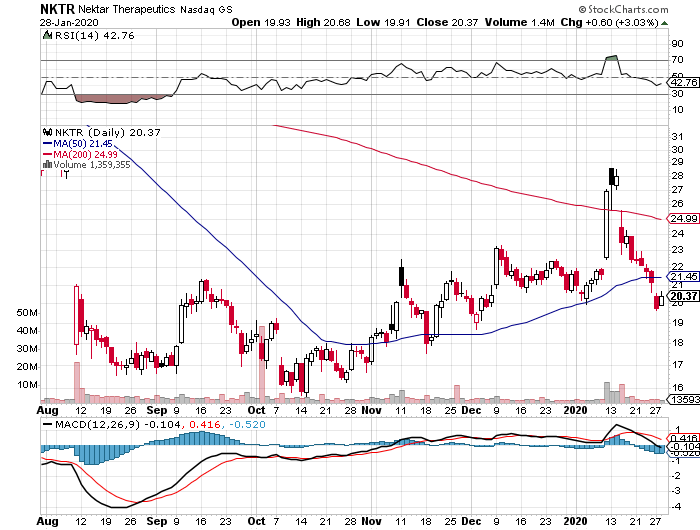 NKTR Nektar Therapeutics Nasdaq GS © StockCharts.com
28-Jan-2020 Open 19.93 High 20.68 Low 19.91 Close 20.37 Volume 1.4M Chg +0.60 (+3.03%)
RSI(14) 42.76
90
70
50
42.76
30
10
NKTR (Daily) 20.37
MA(50) 21.45
MA(200) 24.99
Volume 1,359,355
31
30
29
28
27
26
24.99
24
23
22
21.45
20.37
20
19
18
17
16
50M
40M
30M
20M
10M
13593
Aug 12 19 26 Sep 9 16 23 Oct 7 14 21 28 Nov 11 18 25 Dec 9 16 23 2020 13 21 27
MACD(12,26,9) -0.104, 0.416, -0.520
1
0.416
-0.104
-0.520
-1
-2
-3
-4
Aug 12 19 26 Sep 9 16 23 Oct 7 14 21 28 Nov 11 18 25 Dec 9 16 23 2020 13 21 27